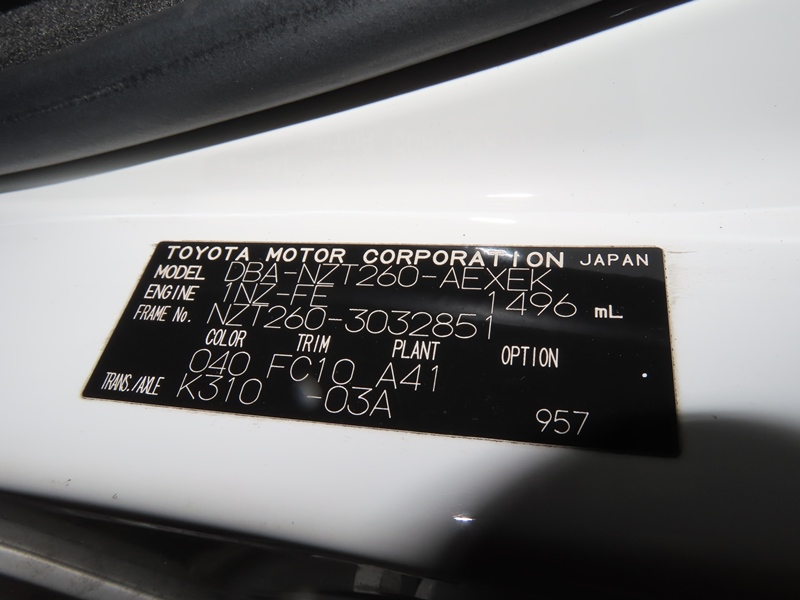 TOYOTA MOTOR CORPORATION JAPAN
MODEL DBA-NZT260-AEXEK
ENGINE 1NZ-FE 1496 mL
FRAME No. NZT260-3032851
COLOR TRIM PLANT OPTION
040 FC10 A41
TRANS./AXLE K310 -03A
957